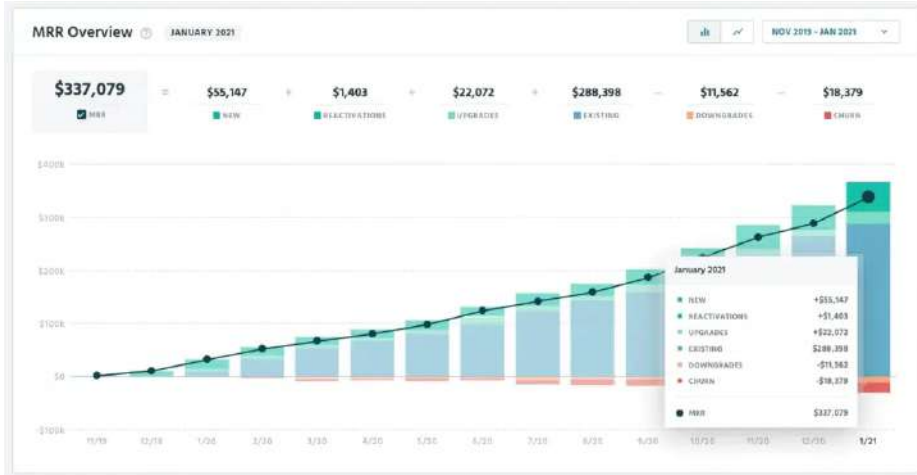 MRR Overview ? JANUARY 2021 NOV 2019 - JAN 2021
$337,079 = $55,147 + $1,403 + $22,072 + $288,398 - $11,562 - $18,379
MRR NEW REACTIVATIONS UPGRADES EXISTING DOWNGRADES CHURN
$400k
$300k
$200k
$100k
$0
-$100k
January 2021
NEW +$55,147
REACTIVATIONS +$1,403
UPGRADES +$22,072
EXISTING $288,398
DOWNGRADES -$11,562
CHURN -$18,379
MRR $337,079
11/19 12/19 1/20 2/20 3/20 4/20 5/20 6/20 7/20 8/20 9/20 10/20 11/20 12/20 1/21